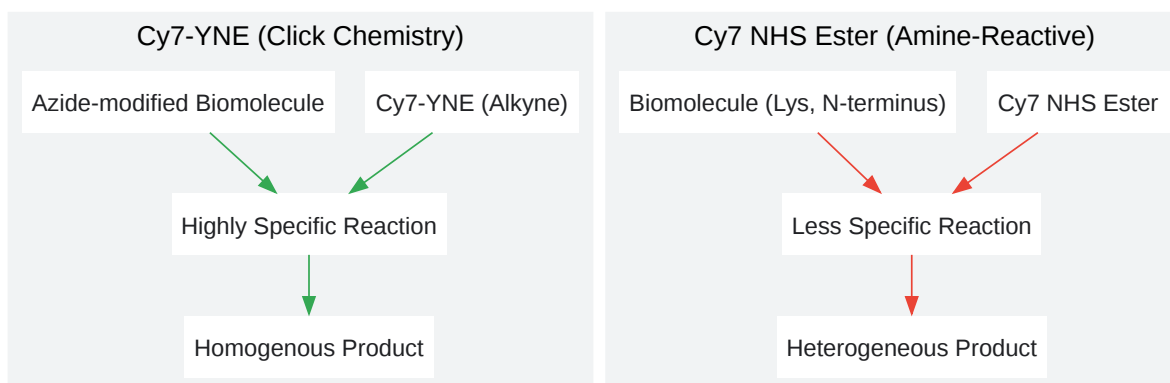 Cy7-YNE (Click Chemistry)
Azide-modified Biomolecule
Cy7-YNE (Alkyne)
Highly Specific Reaction
Homogenous Product
Cy7 NHS Ester (Amine-Reactive)
Biomolecule (Lys, N-terminus)
Cy7 NHS Ester
Less Specific Reaction
Heterogeneous Product